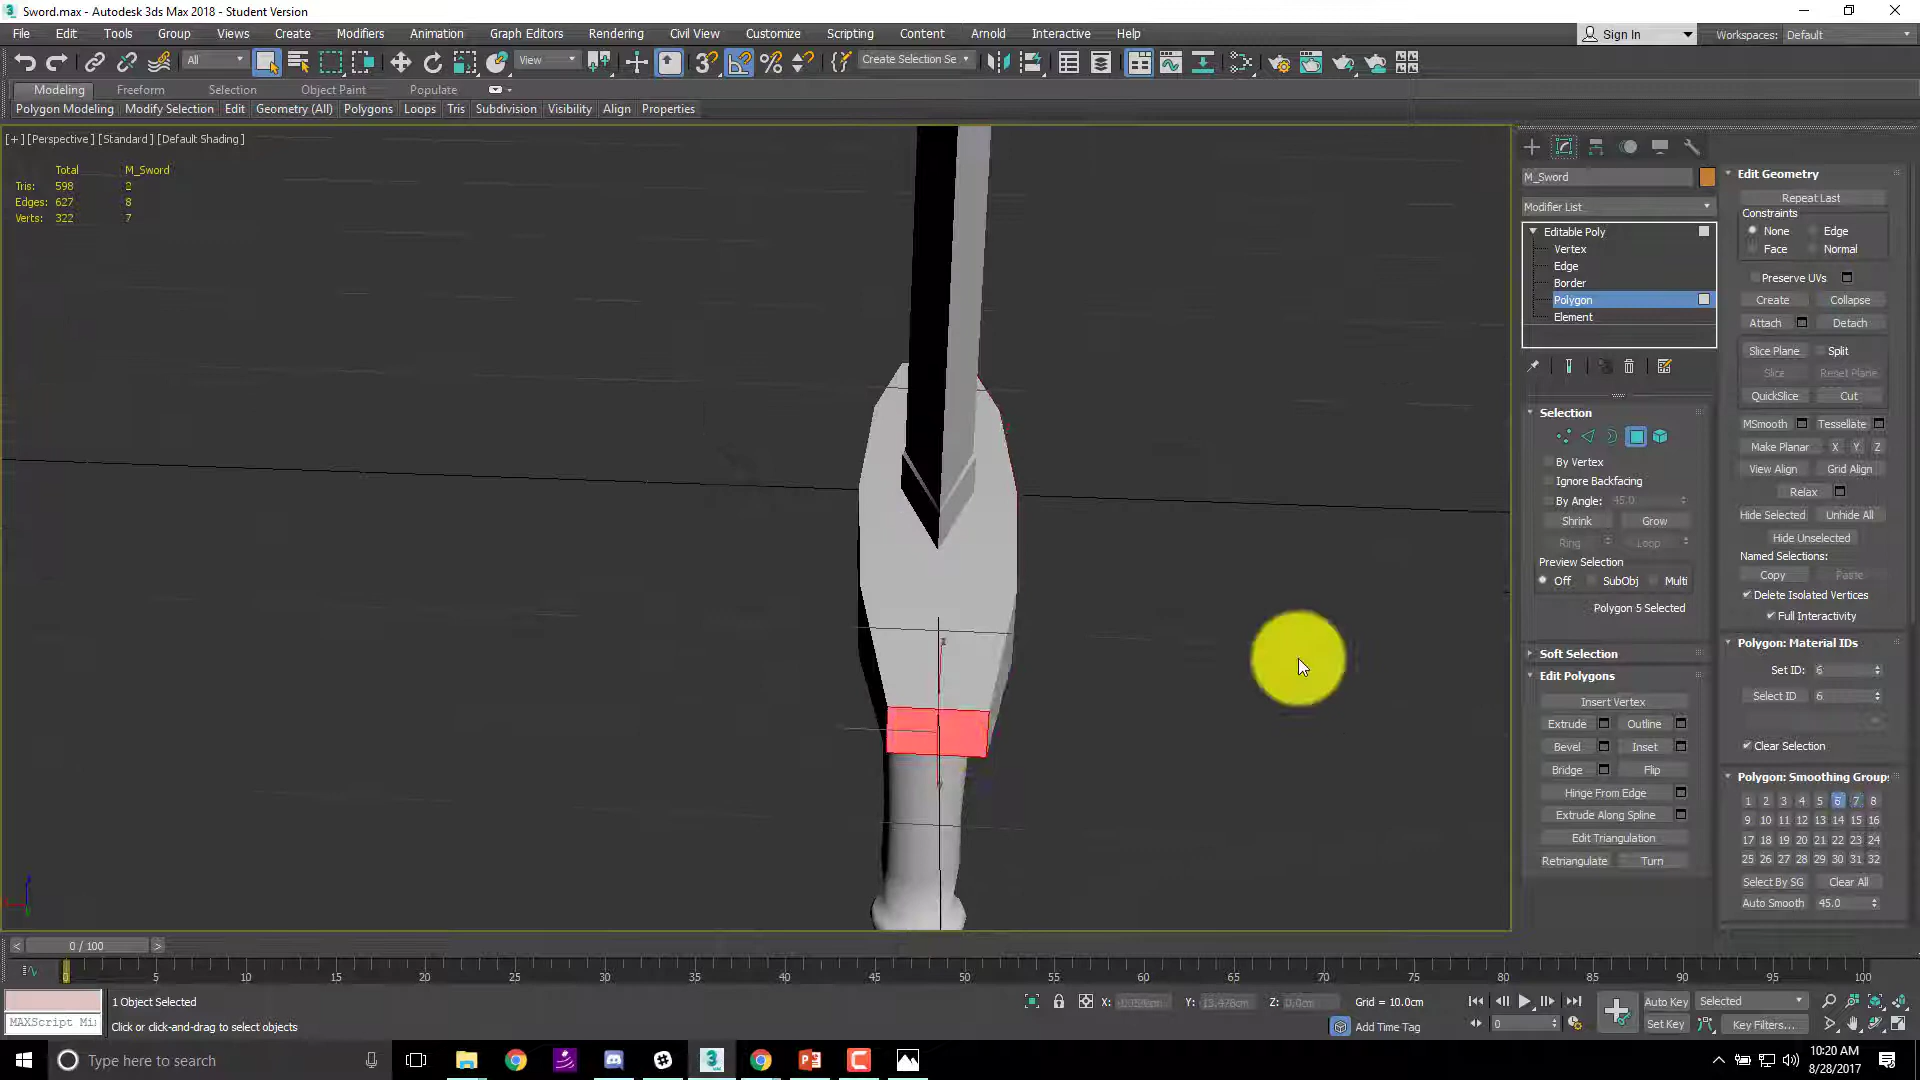 Sword.max - Autodesk 3ds Max 2018 - Student Version
File Edit Tools Group Views Create Modifiers Animation Graph Editors Rendering Civil View Customize Scripting Content Arnold Interactive Help
Sign In Workspaces: Default
All View Create Selection Se
Modeling Freeform Selection Object Paint Populate
Polygon Modeling Modify Selection Edit Geometry (All) Polygons Loops Tris Subdivision Visibility Align Properties
[+] [Perspective] [Standard] [Default Shading]
Total M_Sword
Tris: 598 2
Edges: 627 8
Verts: 322 7
M_Sword
Modifier List
Editable Poly
Vertex
Edge
Border
Polygon
Element
Selection
By Vertex
Ignore Backfacing
By Angle: 45.0
Shrink Grow
Ring Loop
Preview Selection
Off SubObj Multi
Polygon 5 Selected
Soft Selection
Edit Polygons
Insert Vertex
Extrude Outline
Bevel Inset
Bridge Flip
Hinge From Edge
Extrude Along Spline
Edit Triangulation
Retriangulate Turn
Edit Geometry
Repeat Last
Constraints
None Edge
Face Normal
Preserve UVs
Create Collapse
Attach Detach
Slice Plane Split
Slice Reset Plane
QuickSlice Cut
MSmooth Tessellate
Make Planar X Y Z
View Align Grid Align
Relax
Hide Selected Unhide All
Hide Unselected
Named Selections:
Copy Paste
Delete Isolated Vertices
Full Interactivity
Polygon: Material IDs
Set ID: 6
Select ID 6
Clear Selection
Polygon: Smoothing Groups
1 2 3 4 5 6 7 8
9 10 11 12 13 14 15 16
17 18 19 20 21 22 23 24
25 26 27 28 29 30 31 32
Select By SG Clear All
Auto Smooth 45.0
< 0 / 100 >
0 5 10 15 20 25 30 35 40 45 50 55 60 65 70 75 80 85 90 95 100
1 Object Selected
MAXScript Mi
Click or click-and-drag to select objects
X: Y: Z: 0.0cm Grid = 10.0cm
Add Time Tag
0
Auto Key Selected
Set Key Key Filters...
Type here to search
10:20 AM
8/28/2017